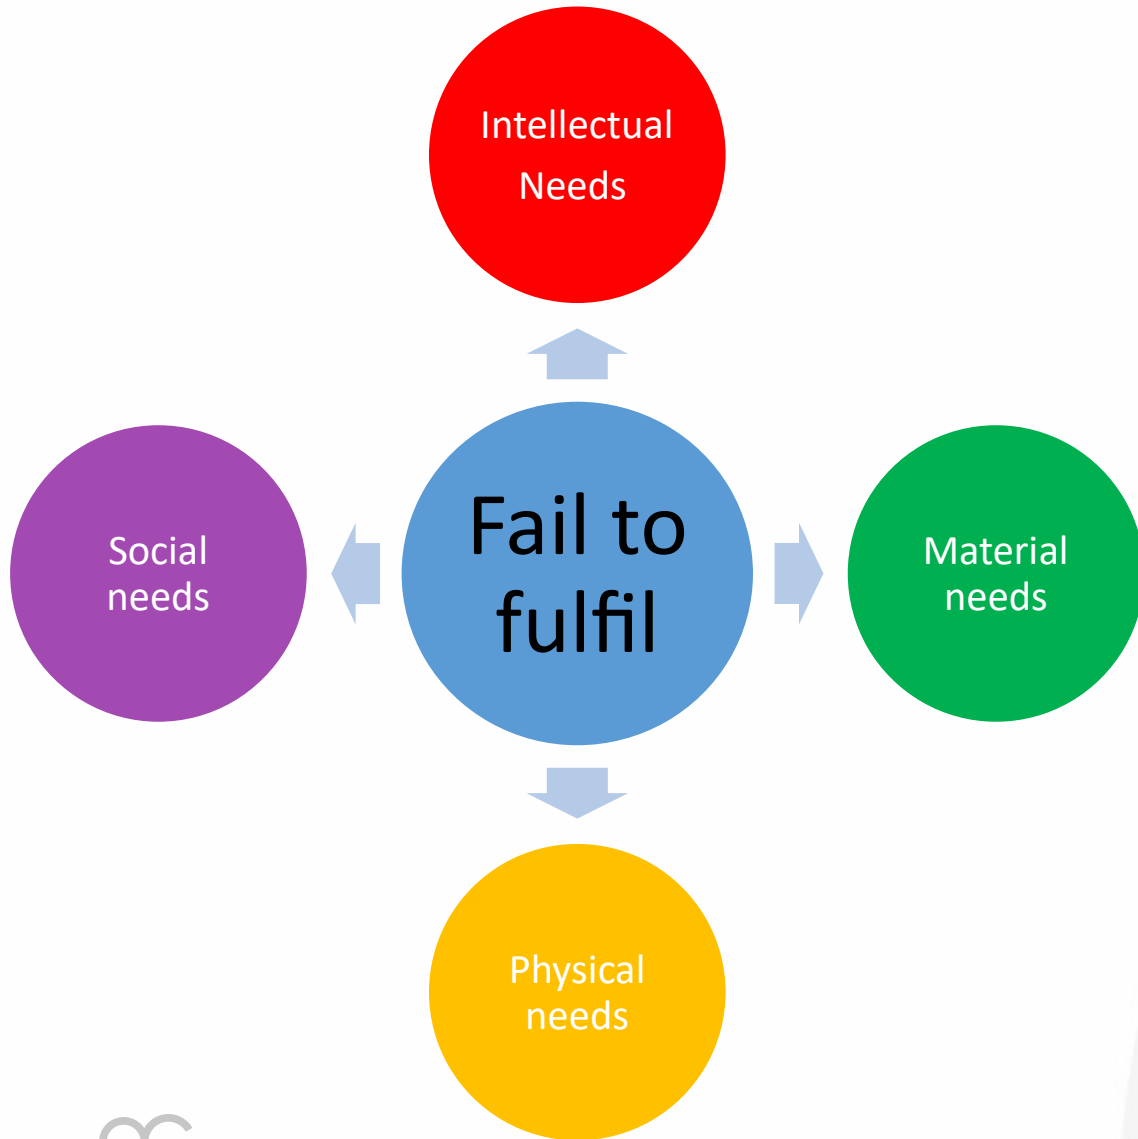 Intellectual
Needs
Social
needs
Fail to
fulfil
Material
needs
Physical
needs